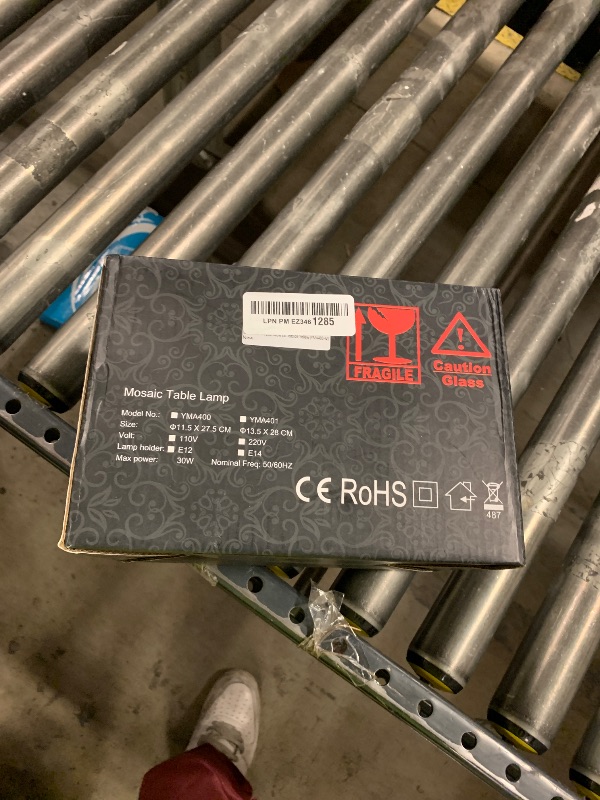 LPN PM EZ346 1285
FRAGILE
Caution
Glass
Mosaic Table Lamp
Model No.: YMA400 YMA401
Size: Φ11.5 X 27.5 CM Φ13.5 X 28 CM
Volt: 110V 220V
Lamp holder: E12 E14
Max power: 30W Nominal Freq: 50/60HZ
CE RoHS
487